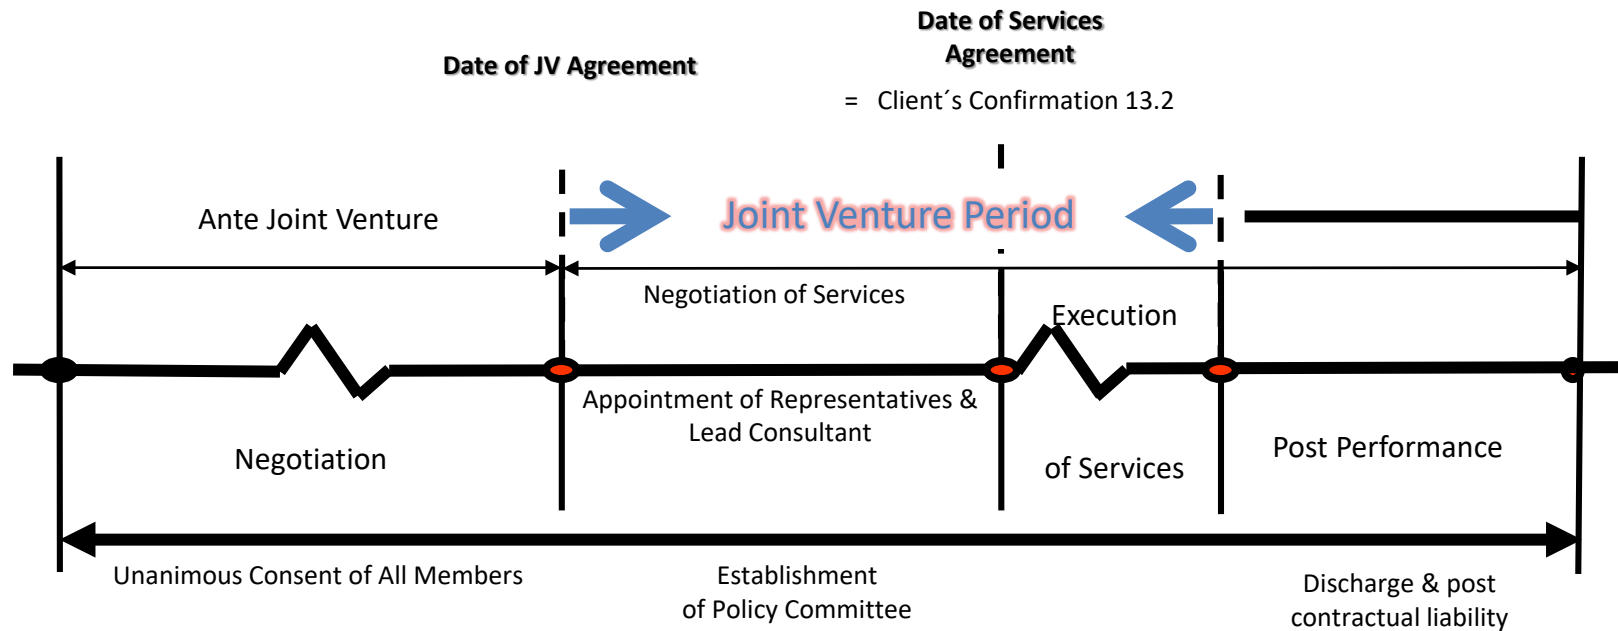 Date of Services
Agreement
Date of JV Agreement
= Client´s Confirmation 13.2
Ante Joint Venture
Joint Venture Period
Negotiation of Services
Execution
Appointment of Representatives &
Lead Consultant
Negotiation
of Services
Post Performance
Unanimous Consent of All Members
Establishment
of Policy Committee
Discharge & post
contractual liability